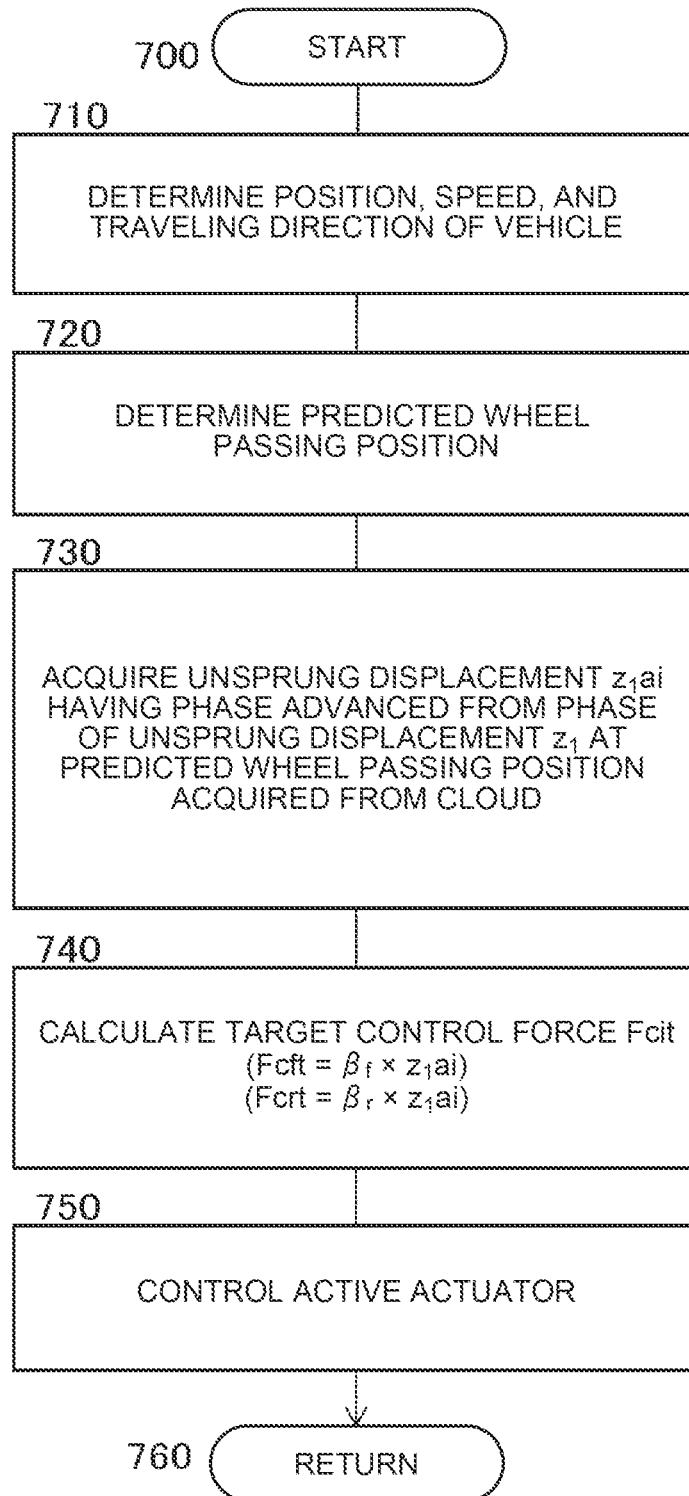 700
START
710
DETERMINE POSITION, SPEED, AND
TRAVELING DIRECTION OF VEHICLE
720
DETERMINE PREDICTED WHEEL
PASSING POSITION
730
ACQUIRE UNSPRUNG DISPLACEMENT z₁ai
HAVING PHASE ADVANCED FROM PHASE
OF UNSPRUNG DISPLACEMENT z₁ AT
PREDICTED WHEEL PASSING POSITION
ACQUIRED FROM CLOUD
740
CALCULATE TARGET CONTROL FORCE Fcit
(Fcft = βf × z₁ai)
(Fcrt = βr × z₁ai)
750
CONTROL ACTIVE ACTUATOR
760
RETURN